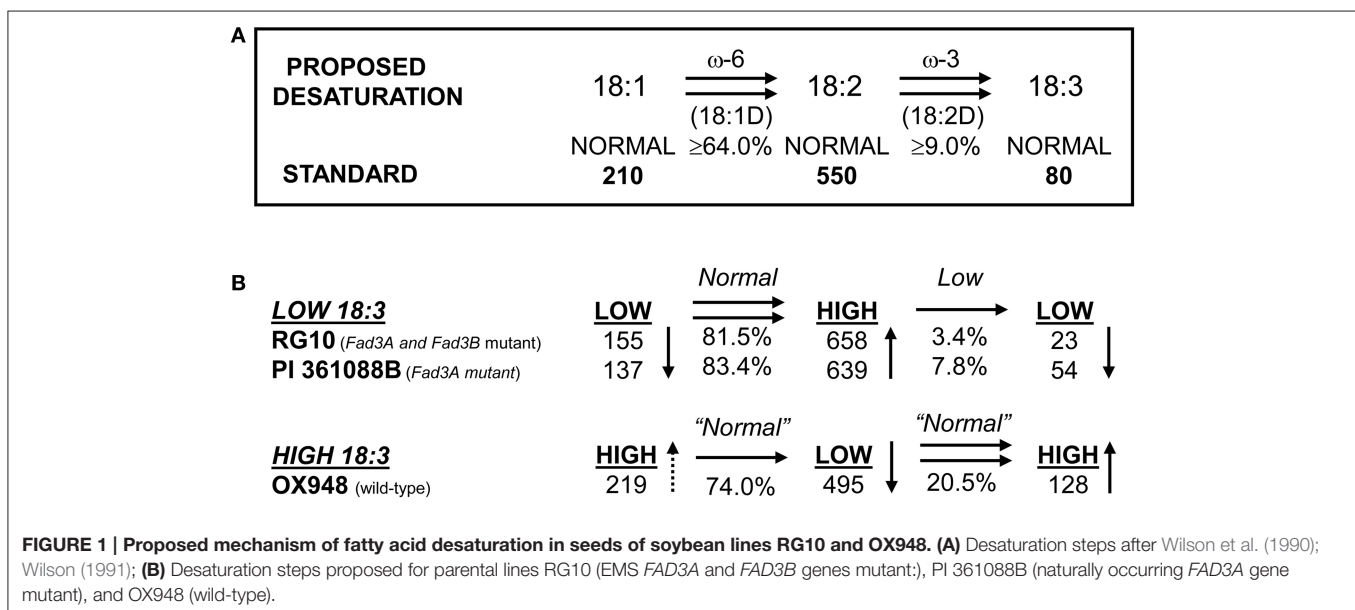 A
PROPOSED DESATURATION
ω-6 ω-3
18:1 18:2 18:3
(18:1D) (18:2D)
NORMAL ≥64.0% NORMAL ≥9.0% NORMAL
STANDARD 210 550 80
B
Normal Low
LOW 18:3 LOW HIGH LOW
RG10 (Fad3A and Fad3B mutant) 155 81.5% 658 3.4% 23
PI 361088B (Fad3A mutant) 137 83.4% 639 7.8% 54
“Normal” “Normal”
HIGH 18:3 HIGH LOW HIGH
OX948 (wild-type) 219 74.0% 495 20.5% 128
FIGURE 1 | Proposed mechanism of fatty acid desaturation in seeds of soybean lines RG10 and OX948. (A) Desaturation steps after Wilson et al. (1990);
Wilson (1991); (B) Desaturation steps proposed for parental lines RG10 (EMS FAD3A and FAD3B genes mutant:), PI 361088B (naturally occurring FAD3A gene
mutant), and OX948 (wild-type).